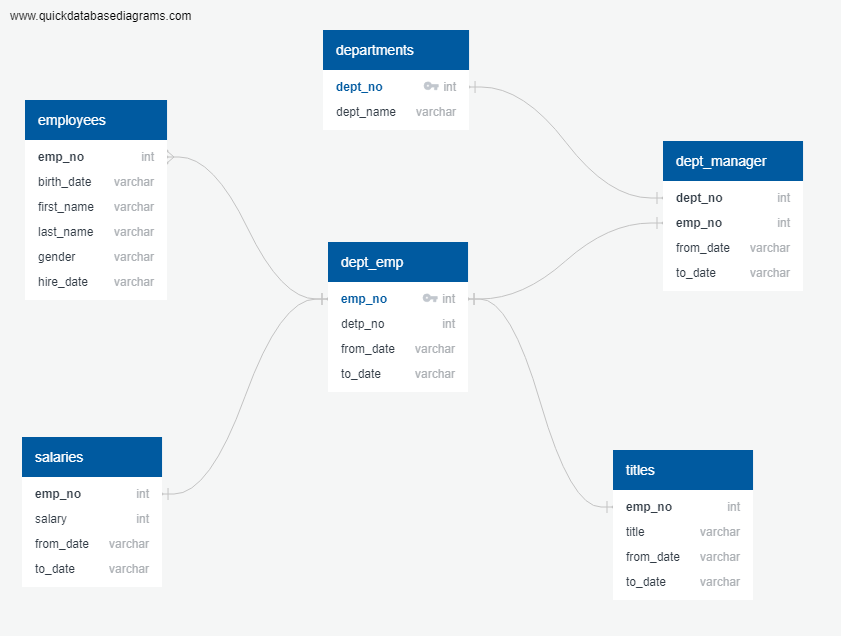 www.quickdatabasediagrams.com
departments
dept_no int
dept_name varchar
employees
emp_no int
birth_date varchar
first_name varchar
last_name varchar
gender varchar
hire_date varchar
dept_manager
dept_no int
emp_no int
from_date varchar
to_date varchar
dept_emp
emp_no int
detp_no int
from_date varchar
to_date varchar
salaries
emp_no int
salary int
from_date varchar
to_date varchar
titles
emp_no int
title varchar
from_date varchar
to_date varchar